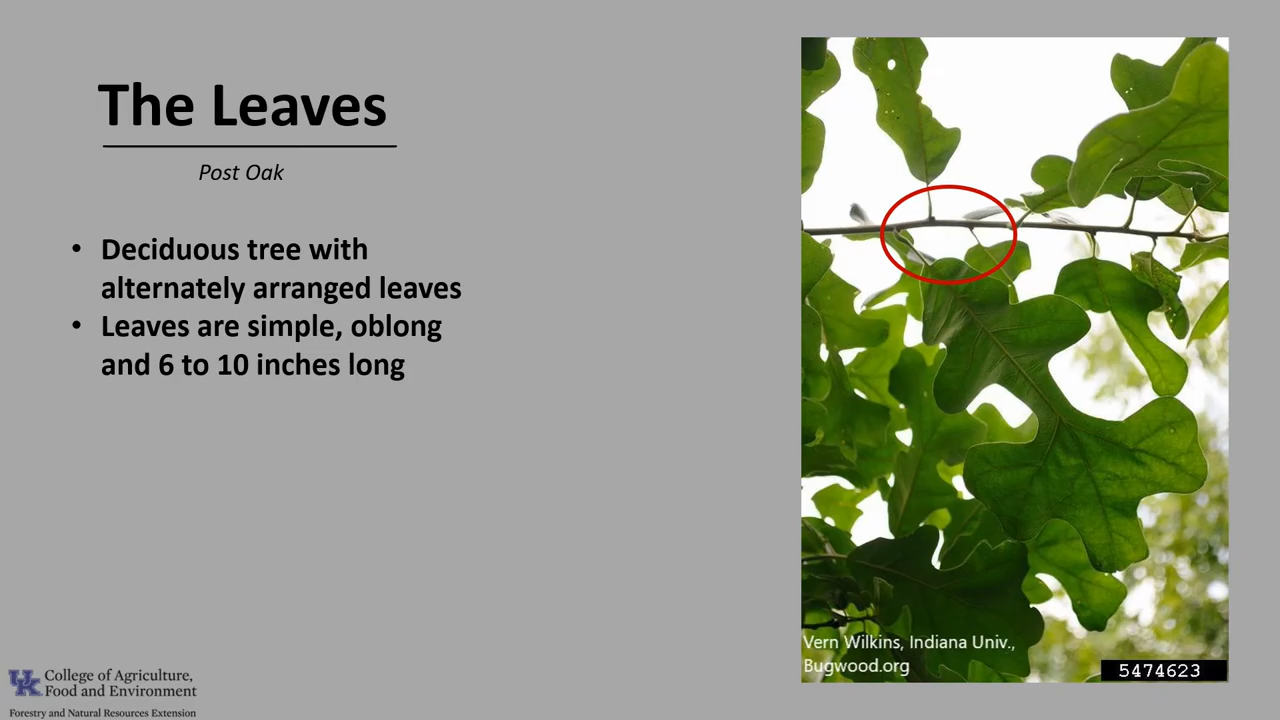 The Leaves
Post Oak
• Deciduous tree with
alternately arranged leaves
• Leaves are simple, oblong
and 6 to 10 inches long
Vern Wilkins, Indiana Univ.,
Bugwood.org
5474623
UK College of Agriculture,
Food and Environment
Forestry and Natural Resources Extension